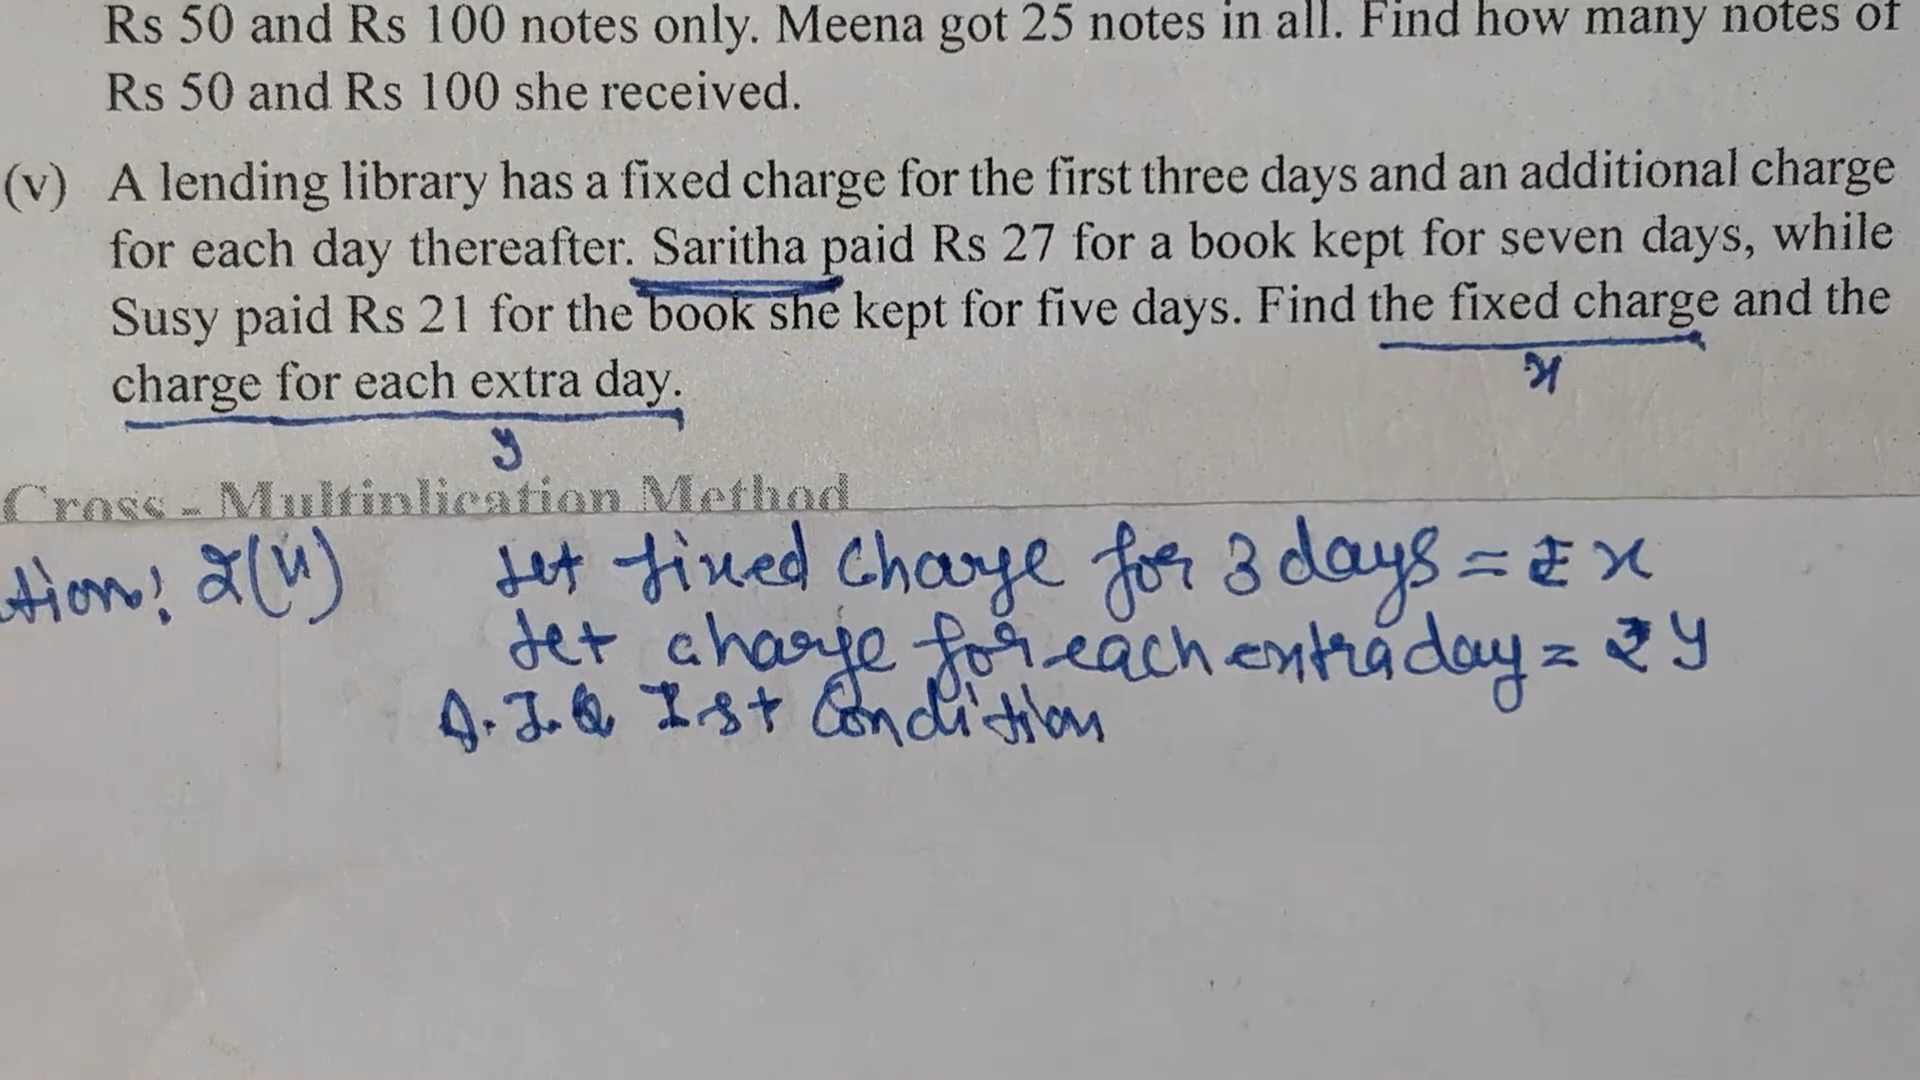 Rs 50 and Rs 100 notes only. Meena got 25 notes in all. Find how many notes of
Rs 50 and Rs 100 she received.
(v) A lending library has a fixed charge for the first three days and an additional charge
for each day thereafter. Saritha paid Rs 27 for a book kept for seven days, while
Susy paid Rs 21 for the book she kept for five days. Find the fixed charge and the
x
charge for each extra day.
y
Cross - Multiplication Method
tion: 2(v) Let fixed Charge for 3 days = ₹ x
Let charge for each extra day = ₹ y
A.T.Q Ist Condition